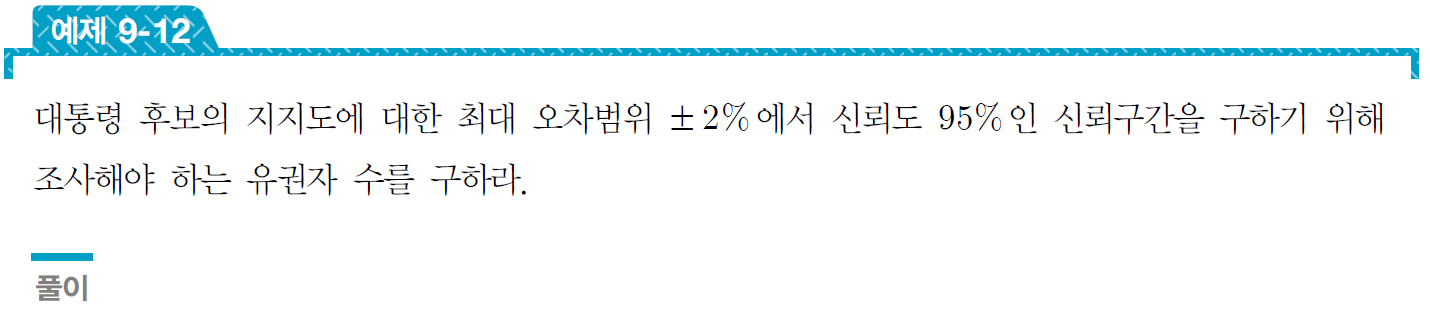 예제 9-12
대통령 후보의 지지도에 대한 최대 오차범위 ±2%에서 신뢰도 95%인 신뢰구간을 구하기 위해
조사해야 하는 유권자 수를 구하라.
풀이